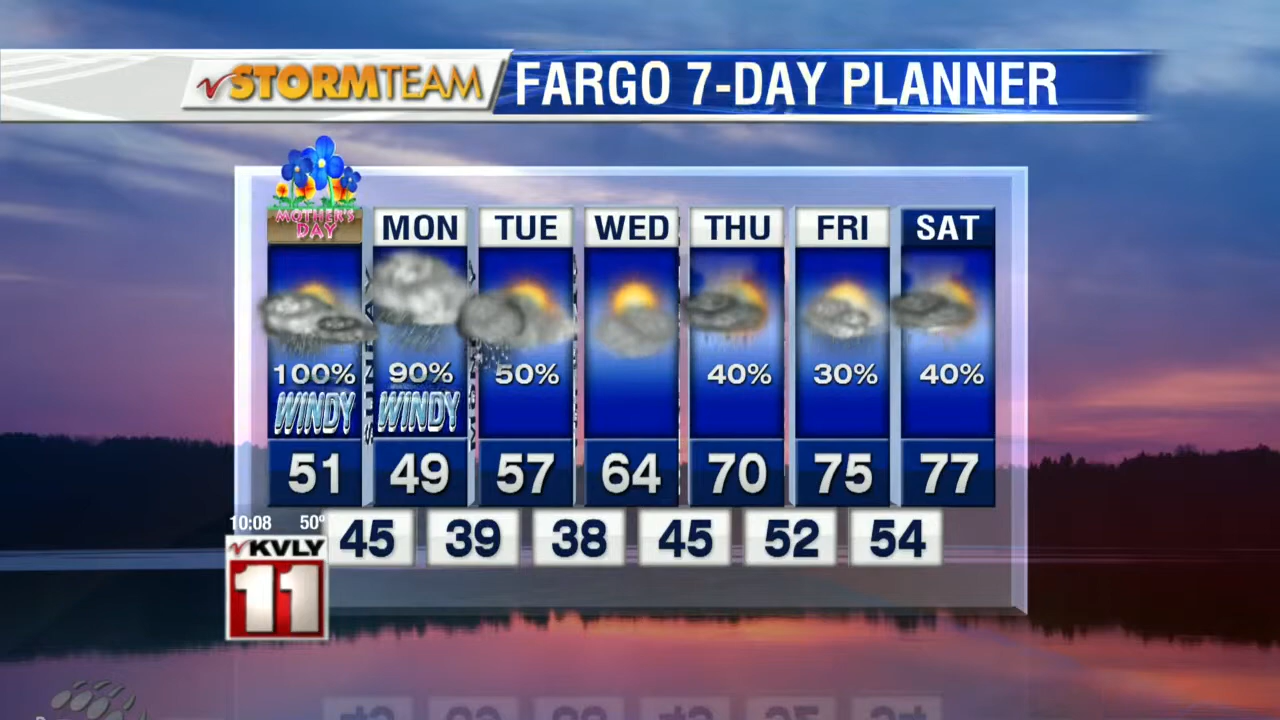 STORMTEAM FARGO 7-DAY PLANNER
MOTHER'S DAY MON TUE WED THU FRI SAT
100% 90% 50% 40% 30% 40%
WINDY WINDY
51 49 57 64 70 75 77
45 39 38 45 52 54
10:08 50°
KVLY
11